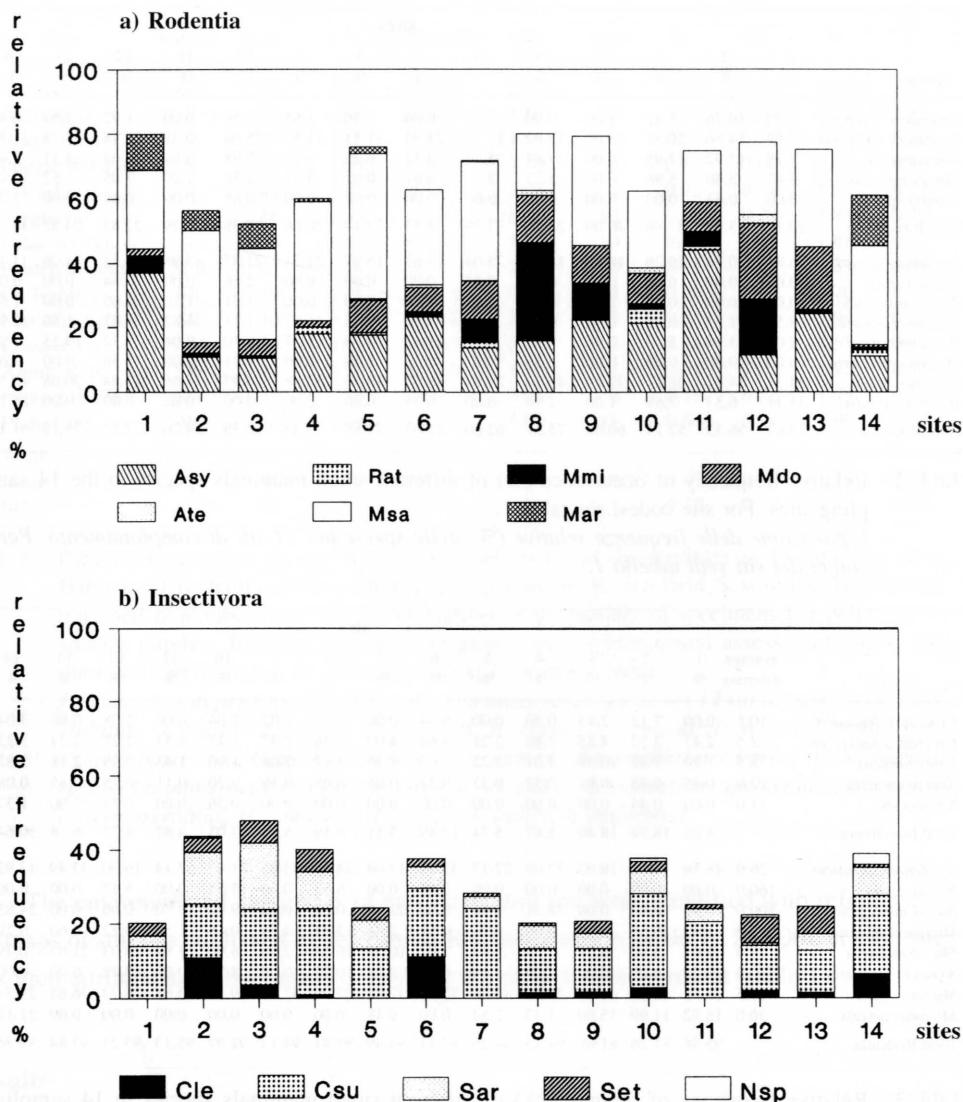 a) Rodentia
relative frequency %
100
80
60
40
20
0
1 2 3 4 5 6 7 8 9 10 11 12 13 14 sites
Asy Rat Mmi Mdo
Ate Msa Mar
b) Insectivora
relative frequency %
100
80
60
40
20
0
1 2 3 4 5 6 7 8 9 10 11 12 13 14 sites
Cle Csu Sar Set Nsp